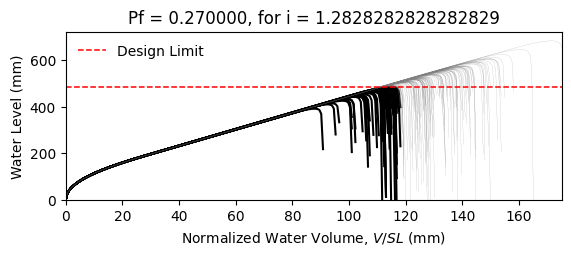 Pf = 0.270000, for i = 1.2828282828282829
Water Level (mm)
600
400
200
0
Design Limit
0 20 40 60 80 100 120 140 160
Normalized Water Volume, V/SL (mm)